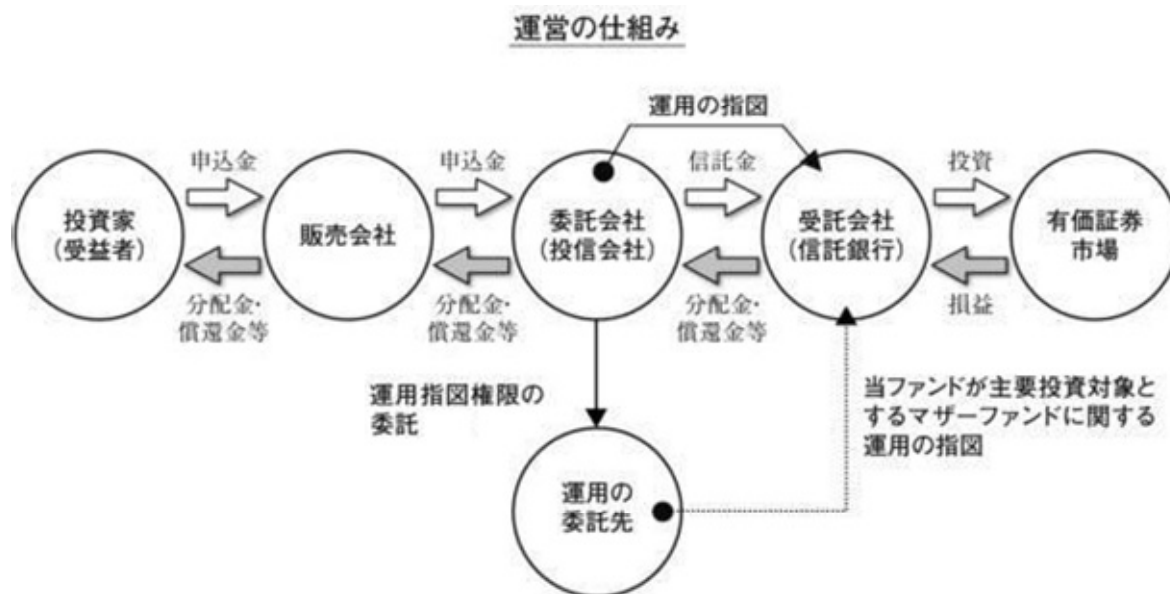 運営の仕組み
運用の指図
申込金
申込金
信託金
投資
投資家
(受益者)
販売会社
委託会社
(投信会社)
受託会社
(信託銀行)
有価証券
市場
分配金・
償還金等
分配金・
償還金等
分配金・
償還金等
損益
運用指図権限の
委託
当ファンドが主要投資対象と
するマザーファンドに関する
運用の指図
運用の
委託先